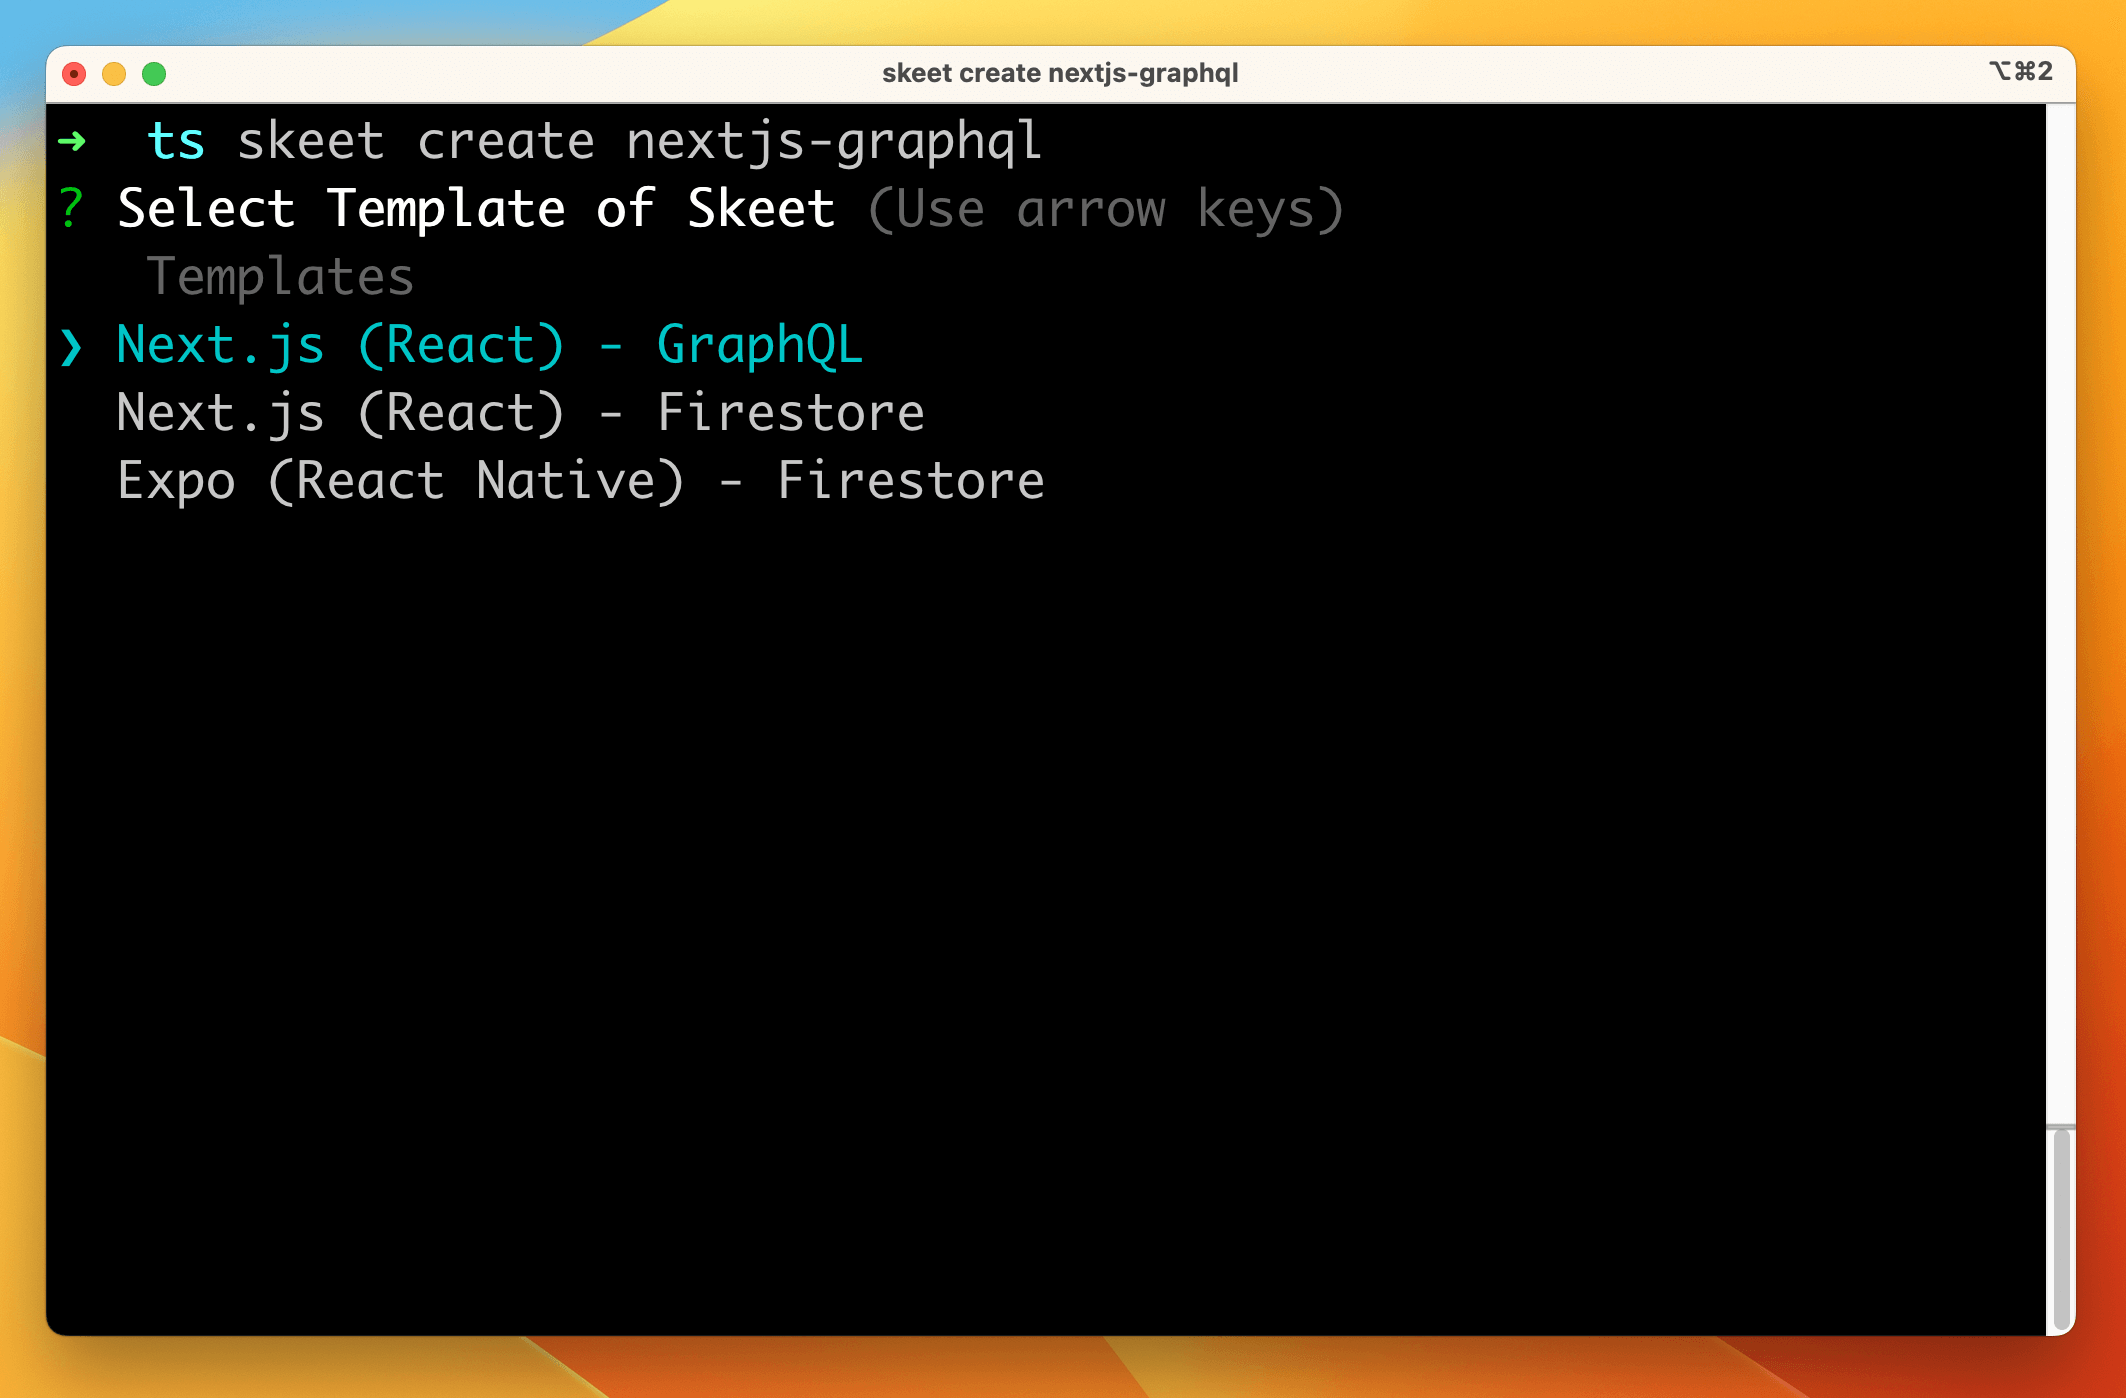 skeet create nextjs-graphql
⌥⌘2
➜ ts skeet create nextjs-graphql
? Select Template of Skeet (Use arrow keys)
Templates
❯ Next.js (React) - GraphQL
Next.js (React) - Firestore
Expo (React Native) - Firestore